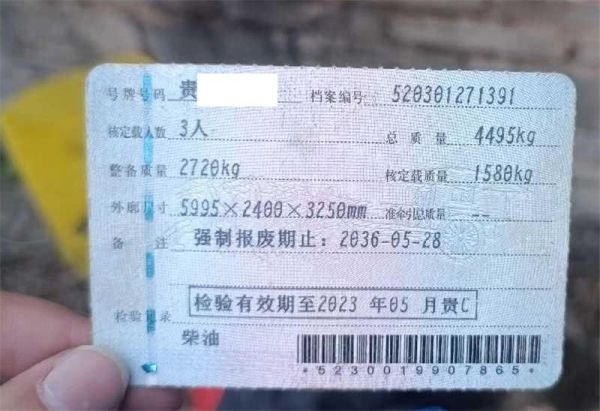 号牌号码 贵 档案编号 520301271391
核定载人数 3人 总质量 4495kg
整备质量 2720kg 核定载质量 1580kg
外廓尺寸 5995×2400×3250mm 准牵引总质量 --
备注 强制报废期止：2036-05-28
检验有效期至2023 年05 月贵C
检验记录
柴油
*5230019907865*